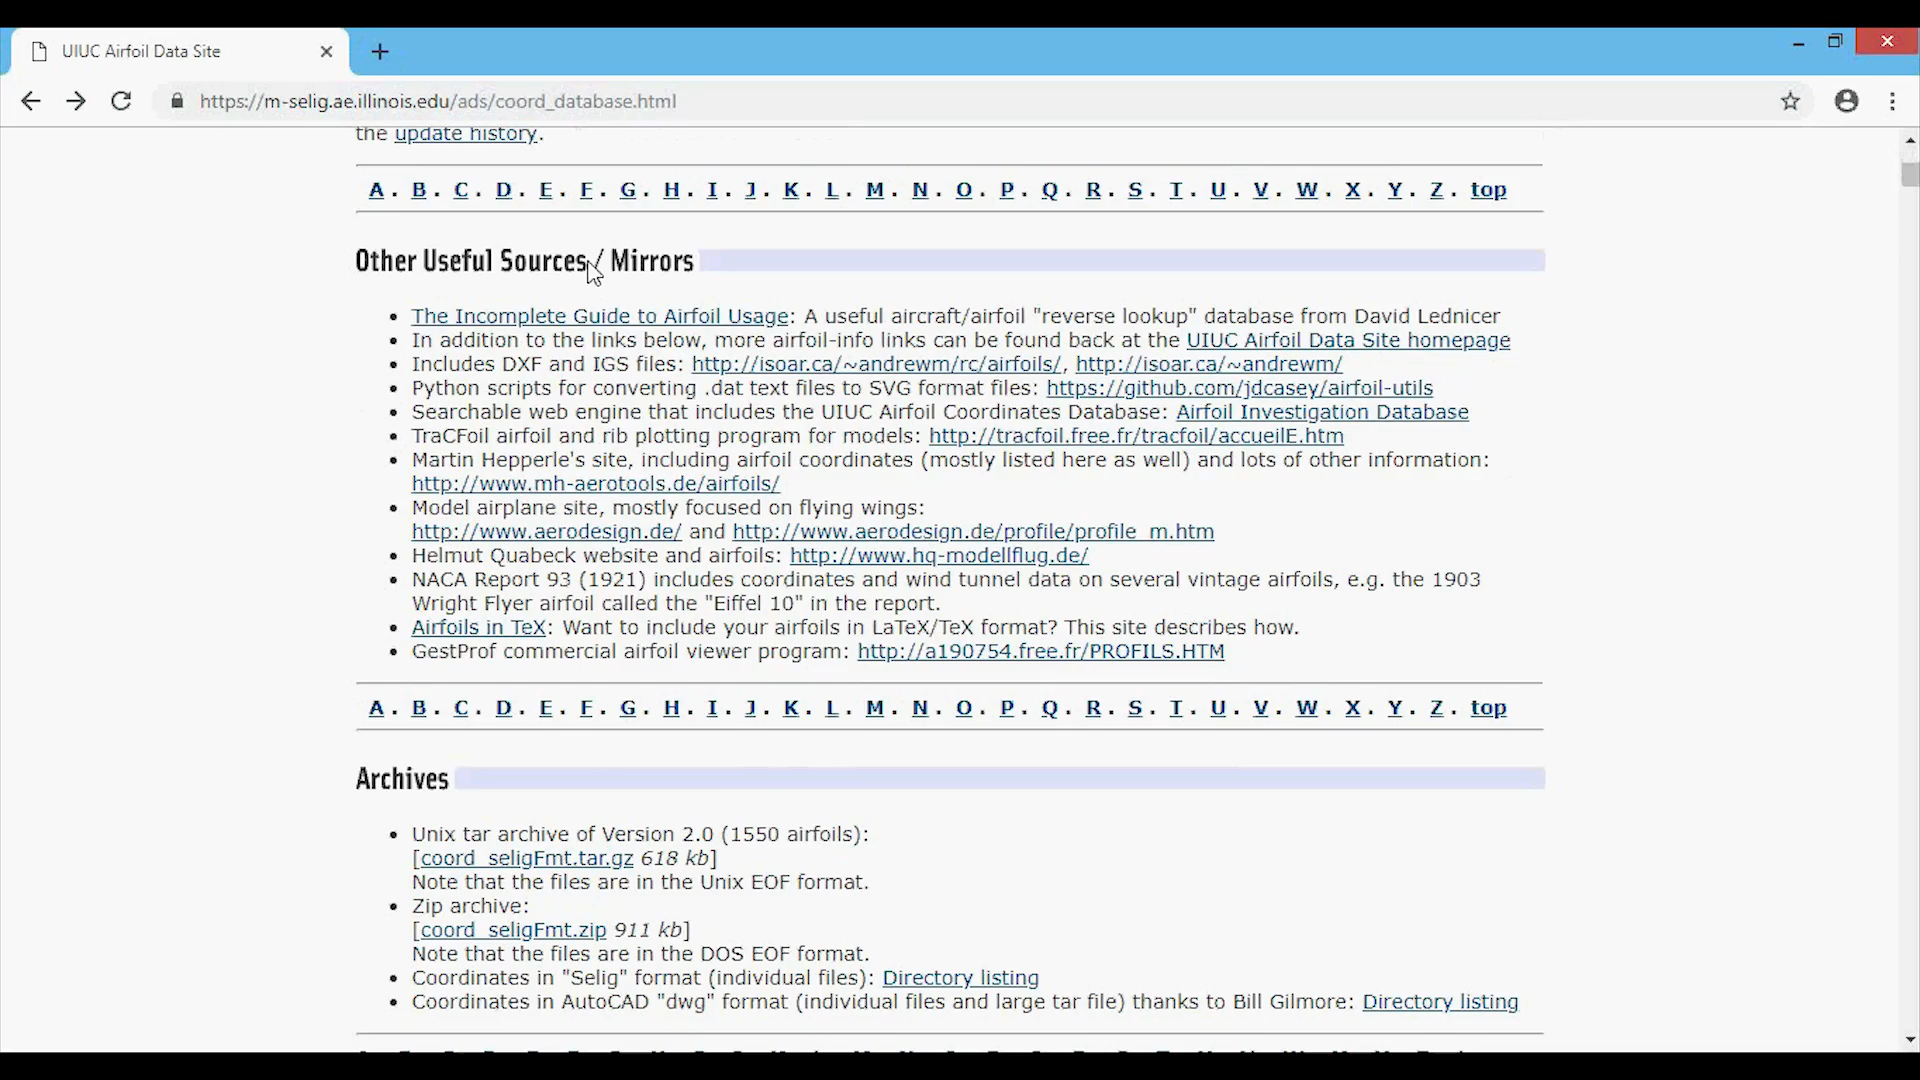 UIUC Airfoil Data Site
https://m-selig.ae.illinois.edu/ads/coord_database.html
the update history.
A . B . C . D . E . F . G . H . I . J . K . L . M . N . O . P . Q . R . S . T . U . V . W . X . Y . Z . top
Other Useful Sources / Mirrors
• The Incomplete Guide to Airfoil Usage: A useful aircraft/airfoil "reverse lookup" database from David Lednicer
• In addition to the links below, more airfoil-info links can be found back at the UIUC Airfoil Data Site homepage
• Includes DXF and IGS files: http://isoar.ca/~andrewm/rc/airfoils/, http://isoar.ca/~andrewm/
• Python scripts for converting .dat text files to SVG format files: https://github.com/jdcasey/airfoil-utils
• Searchable web engine that includes the UIUC Airfoil Coordinates Database: Airfoil Investigation Database
• TraCFoil airfoil and rib plotting program for models: http://tracfoil.free.fr/tracfoil/accueilE.htm
• Martin Hepperle's site, including airfoil coordinates (mostly listed here as well) and lots of other information:
http://www.mh-aerotools.de/airfoils/
• Model airplane site, mostly focused on flying wings:
http://www.aerodesign.de/ and http://www.aerodesign.de/profile/profile_m.htm
• Helmut Quabeck website and airfoils: http://www.hq-modellflug.de/
• NACA Report 93 (1921) includes coordinates and wind tunnel data on several vintage airfoils, e.g. the 1903
Wright Flyer airfoil called the "Eiffel 10" in the report.
• Airfoils in TeX: Want to include your airfoils in LaTeX/TeX format? This site describes how.
• GestProf commercial airfoil viewer program: http://a190754.free.fr/PROFILS.HTM
A . B . C . D . E . F . G . H . I . J . K . L . M . N . O . P . Q . R . S . T . U . V . W . X . Y . Z . top
Archives
• Unix tar archive of Version 2.0 (1550 airfoils):
[coord_seligFmt.tar.gz 618 kb]
Note that the files are in the Unix EOF format.
• Zip archive:
[coord_seligFmt.zip 911 kb]
Note that the files are in the DOS EOF format.
• Coordinates in "Selig" format (individual files): Directory listing
• Coordinates in AutoCAD "dwg" format (individual files and large tar file) thanks to Bill Gilmore: Directory listing